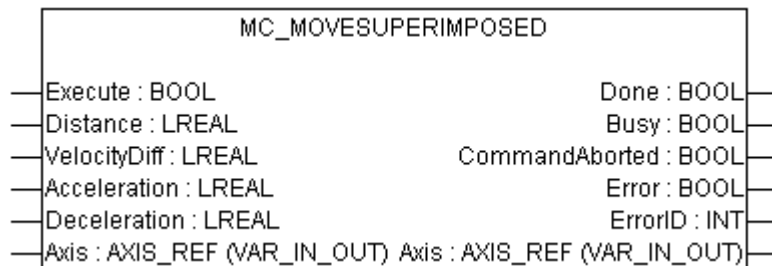 MC_MOVESUPERIMPOSED
Execute : BOOL Done : BOOL
Distance : LREAL Busy : BOOL
VelocityDiff : LREAL CommandAborted : BOOL
Acceleration : LREAL Error : BOOL
Deceleration : LREAL ErrorID : INT
Axis : AXIS_REF (VAR_IN_OUT) Axis : AXIS_REF (VAR_IN_OUT)